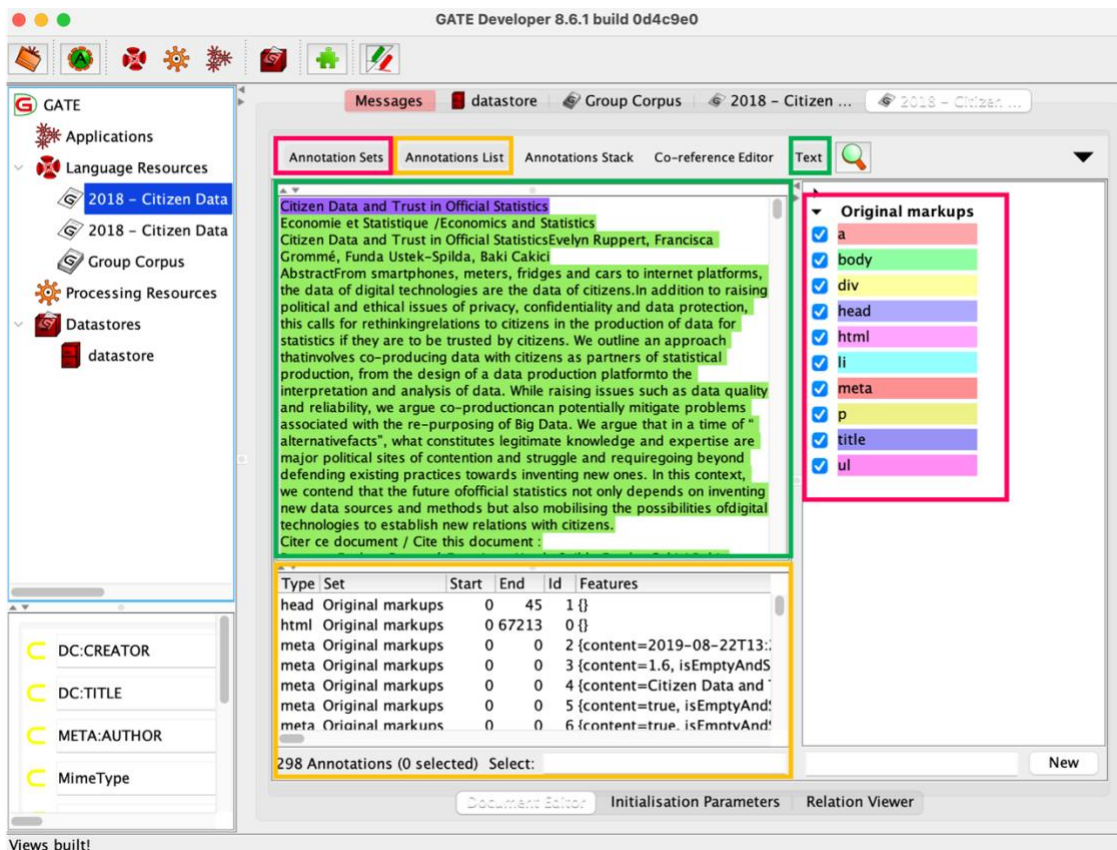 GATE Developer 8.6.1 build 0d4c9e0
GATE
Applications
Language Resources
2018 – Citizen Data
2018 – Citizen Data
Group Corpus
Processing Resources
Datastores
datastore
DC:CREATOR
DC:TITLE
META:AUTHOR
MimeType
Messages datastore Group Corpus 2018 – Citizen ... 2018 – Citizen ...
Annotation Sets Annotations List Annotations Stack Co-reference Editor Text
Citizen Data and Trust in Official Statistics
Economie et Statistique /Economics and Statistics
Citizen Data and Trust in Official StatisticsEvelyn Ruppert, Francisca
Grommé, Funda Ustek-Spilda, Baki Cakici
AbstractFrom smartphones, meters, fridges and cars to internet platforms,
the data of digital technologies are the data of citizens.In addition to raising
political and ethical issues of privacy, confidentiality and data protection,
this calls for rethinkingrelations to citizens in the production of data for
statistics if they are to be trusted by citizens. We outline an approach
thatinvolves co-producing data with citizens as partners of statistical
production, from the design of a data production platformto the
interpretation and analysis of data. While raising issues such as data quality
and reliability, we argue co-productioncan potentially mitigate problems
associated with the re-purposing of Big Data. We argue that in a time of “
alternativefacts”, what constitutes legitimate knowledge and expertise are
major political sites of contention and struggle and requiregoing beyond
defending existing practices towards inventing new ones. In this context,
we contend that the future ofofficial statistics not only depends on inventing
new data sources and methods but also mobilising the possibilities ofdigital
technologies to establish new relations with citizens.
Citer ce document / Cite this document :
Original markups
a
body
div
head
html
li
meta
p
title
ul
Type Set Start End Id Features
head Original markups 0 45 1 {}
html Original markups 0 67213 0 {}
meta Original markups 0 0 2 {content=2019-08-22T13:
meta Original markups 0 0 3 {content=1.6, isEmptyAndS
meta Original markups 0 0 4 {content=Citizen Data and
meta Original markups 0 0 5 {content=true, isEmptyAndS
meta Original markups 0 0 6 {content=true, isEmptyAndS
298 Annotations (0 selected) Select:
New
Document Editor Initialisation Parameters Relation Viewer
Views built!